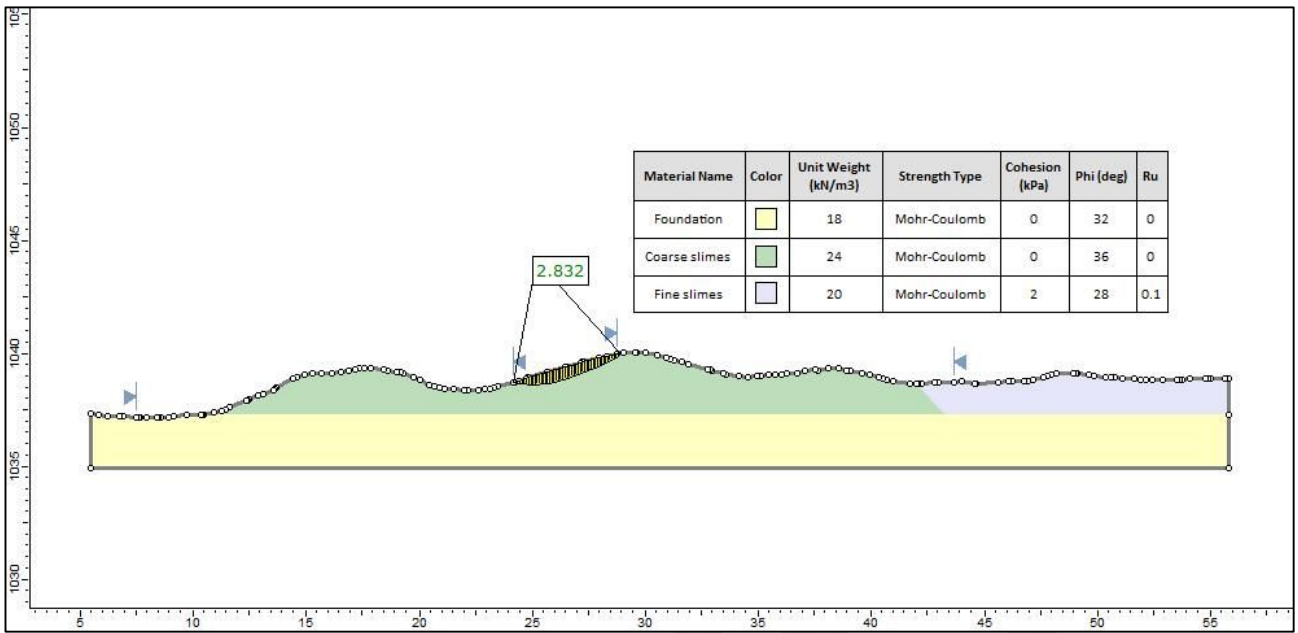 1055
1050
1045
1040
1035
1030
Material Name Color Unit Weight (kN/m3) Strength Type Cohesion (kPa) Phi (deg) Ru
Foundation 18 Mohr-Coulomb 0 32 0
Coarse slimes 24 Mohr-Coulomb 0 36 0
Fine slimes 20 Mohr-Coulomb 2 28 0.1
2.832
5 10 15 20 25 30 35 40 45 50 55